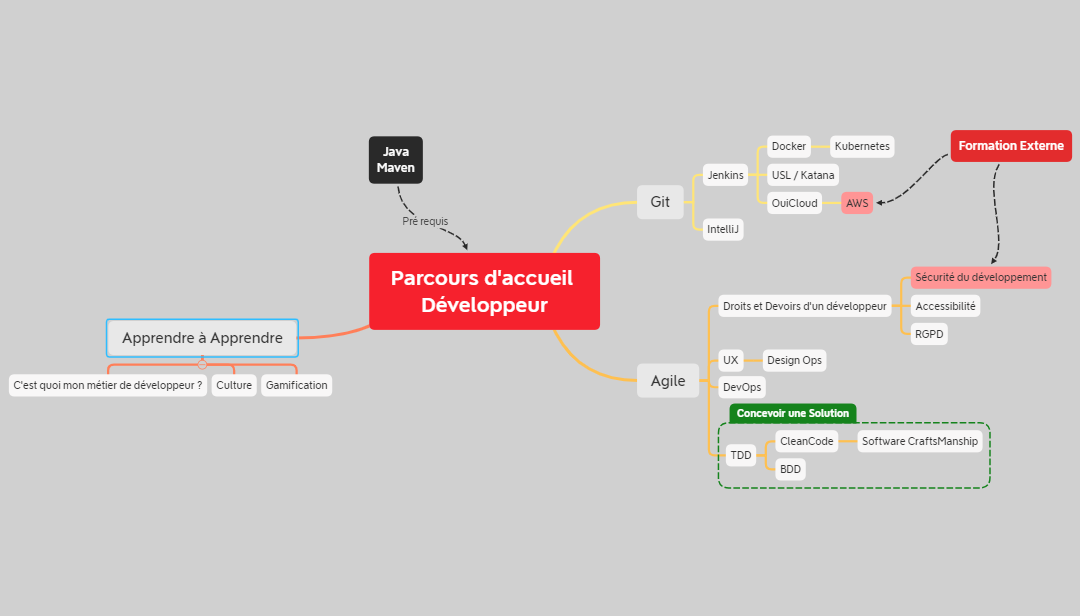 Java
Maven
Pré requis
Parcours d'accueil
Développeur
Apprendre à Apprendre
C'est quoi mon métier de développeur ?
Culture
Gamification
Git
Jenkins
Docker
Kubernetes
USL / Katana
OuiCloud
AWS
IntelliJ
Formation Externe
Agile
Droits et Devoirs d'un développeur
Sécurité du développement
Accessibilité
RGPD
UX
Design Ops
DevOps
Concevoir une Solution
TDD
CleanCode
Software CraftsManship
BDD